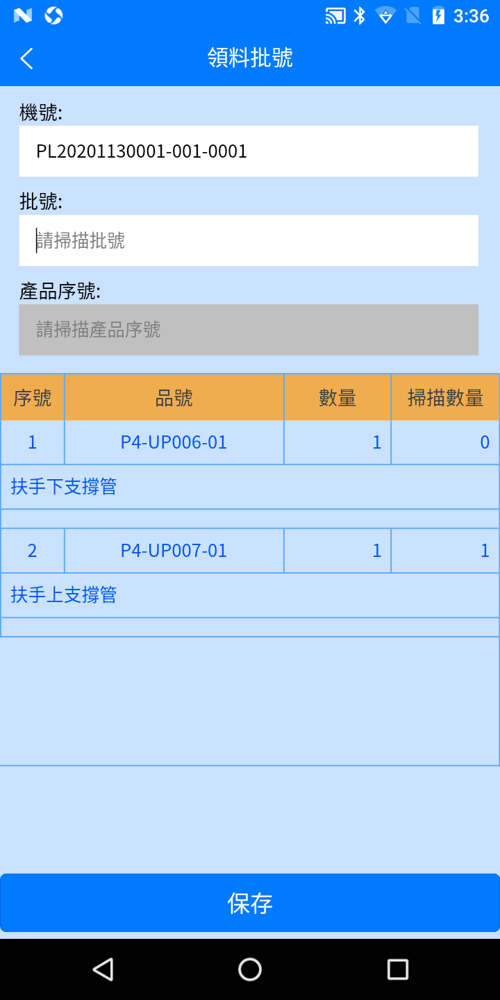 3:36
領料批號
機號:
PL20201130001-001-0001
批號:
請掃描批號
產品序號:
請掃描產品序號
序號 品號 數量 掃描數量
1 P4-UP006-01 1 0
扶手下支撐管
2 P4-UP007-01 1 1
扶手上支撐管
保存